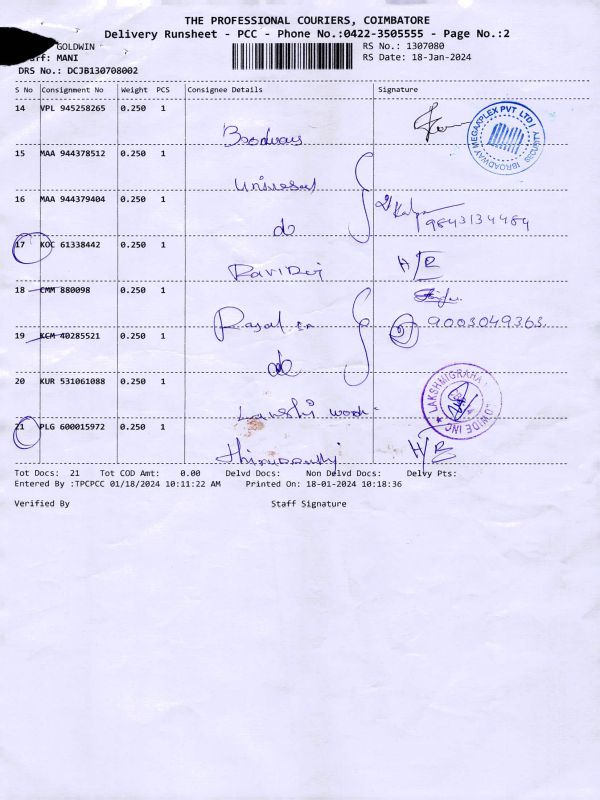 THE PROFESSIONAL COURIERS, COIMBATORE
Delivery Runsheet - PCC - Phone No.:0422-3505555 - Page No.:2
GOLDWIN
RS No.: 1307080
MANI
RS Date: 18-Jan-2024
DRS No.: DCJB130708002
S No Consignment No Weight PCS Consignee Details Signature
14 VPL 945258265 0.250 1
15 MAA 944378512 0.250 1
Universal
16 MAA 944379404 0.250 1
do
9843134484
17 KOC 61338442 0.250 1
H/R
18 CMM 880098 0.250 1
9003049363
19 KCM 40285521 0.250 1
do
20 KUR 531061088 0.250 1
21 PLG 600015972 0.250 1
H/R
IBROADWAY MEGAAPLEX PVT LTD
LAKSHMIGRAHA
WIDE INC
Tot Docs: 21 Tot COD Amt: 0.00 Delvd Docs: Non Delvd Docs: Delvy Pts:
Entered By :TPCPCC 01/18/2024 10:11:22 AM Printed On: 18-01-2024 10:18:36
Verified By Staff Signature